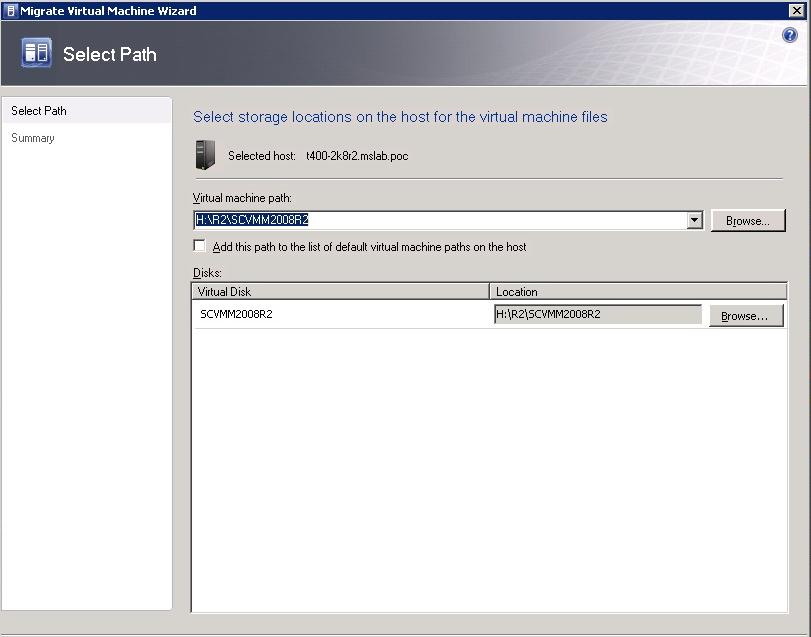 Migrate Virtual Machine Wizard
Select Path
Select Path
Summary
Select storage locations on the host for the virtual machine files
Selected host: t400-2k8r2.mslab.poc
Virtual machine path:
H:\R2\SCVMM2008R2
Browse...
Add this path to the list of default virtual machine paths on the host
Disks:
Virtual Disk Location
SCVMM2008R2 H:\R2\SCVMM2008R2 Browse...